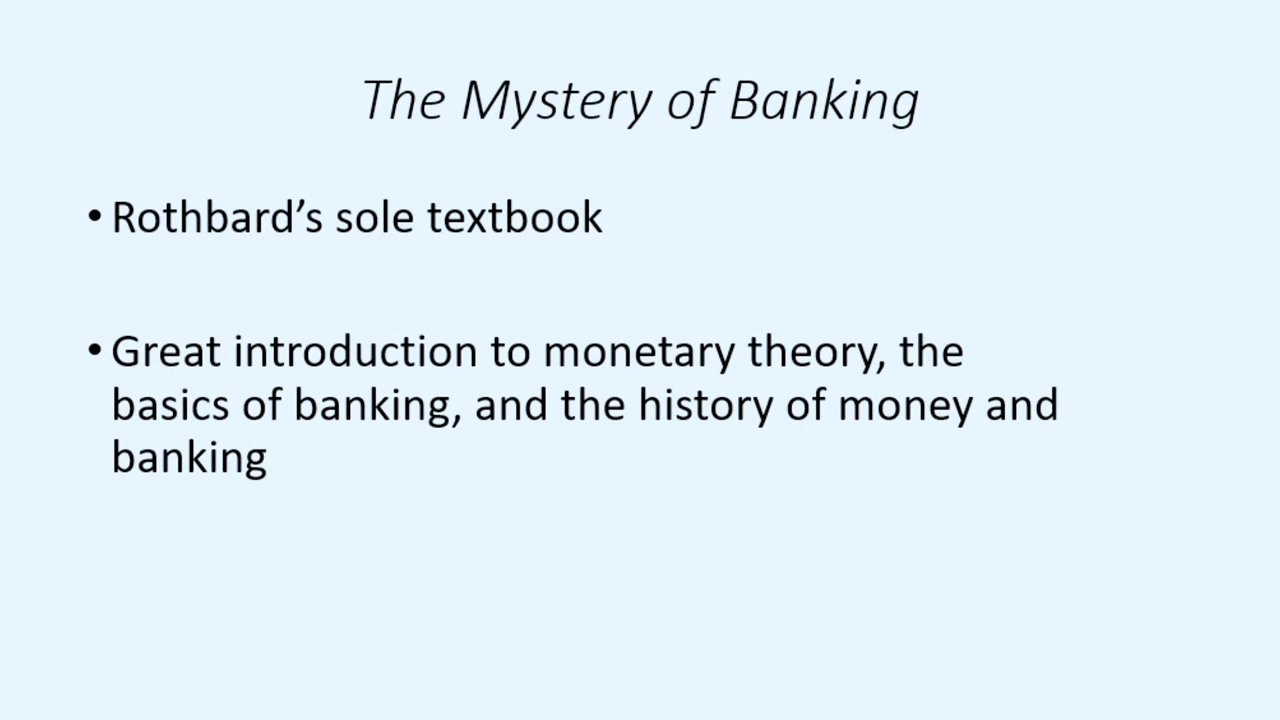 The Mystery of Banking
• Rothbard’s sole textbook
• Great introduction to monetary theory, the
basics of banking, and the history of money and
banking